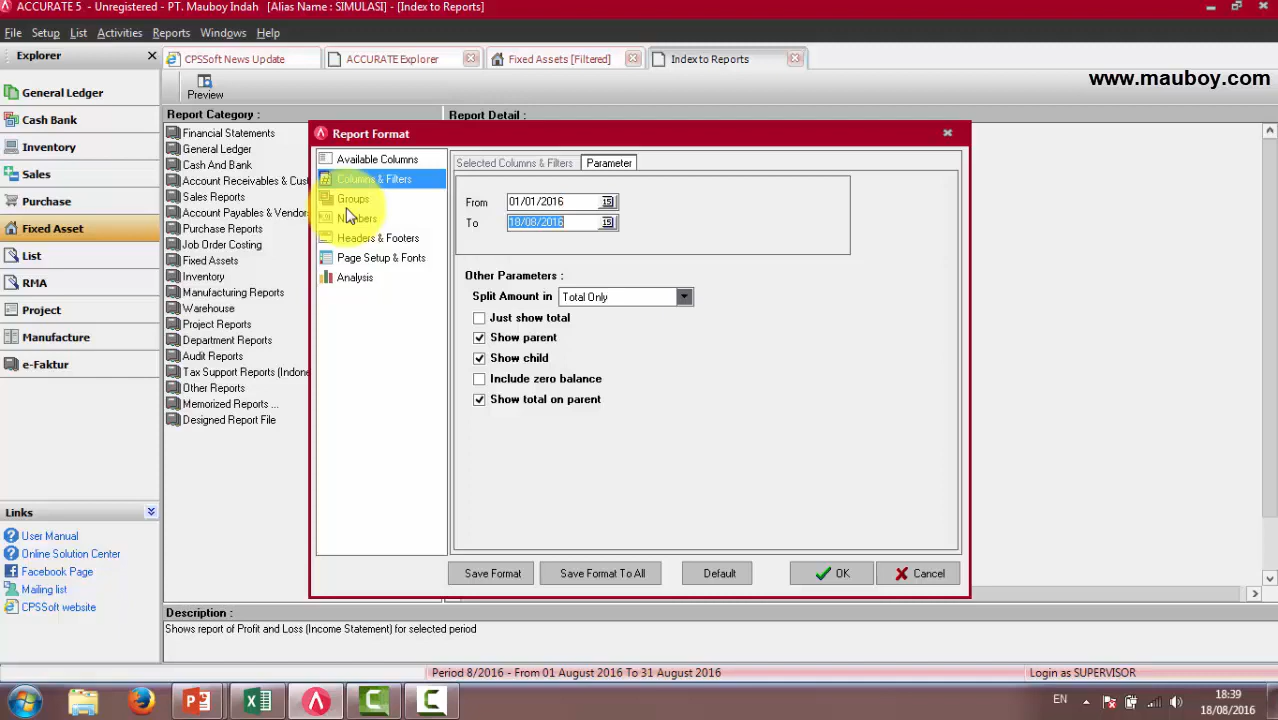 ACCURATE 5 - Unregistered - PT. Mauboy Indah [Alias Name : SIMULASI] - [Index to Reports]
File Setup List Activities Reports Windows Help
Explorer
CPSSoft News Update
ACCURATE Explorer
Fixed Assets [Filtered]
Index to Reports
www.mauboy.com
General Ledger
Cash Bank
Inventory
Sales
Purchase
Fixed Asset
List
RMA
Project
Manufacture
e-Faktur
Links
User Manual
Online Solution Center
Facebook Page
Mailing list
CPSSoft website
Preview
Report Category :
Report Detail :
Financial Statements
General Ledger
Cash And Bank
Account Receivables & Cus
Sales Reports
Account Payables & Vendor
Purchase Reports
Job Order Costing
Fixed Assets
Inventory
Manufacturing Reports
Warehouse
Project Reports
Department Reports
Audit Reports
Tax Support Reports (Indone
Other Reports
Memorized Reports ...
Designed Report File
Report Format
Available Columns
Columns & Filters
Groups
Numbers
Headers & Footers
Page Setup & Fonts
Analysis
Selected Columns & Filters
Parameter
From 01/01/2016 15
To 18/08/2016 15
Other Parameters :
Split Amount in Total Only
Just show total
Show parent
Show child
Include zero balance
Show total on parent
Save Format
Save Format To All
Default
OK
Cancel
Description :
Shows report of Profit and Loss (Income Statement) for selected period
Period 8/2016 - From 01 August 2016 To 31 August 2016
Login as SUPERVISOR
EN
18:39
18/08/2016